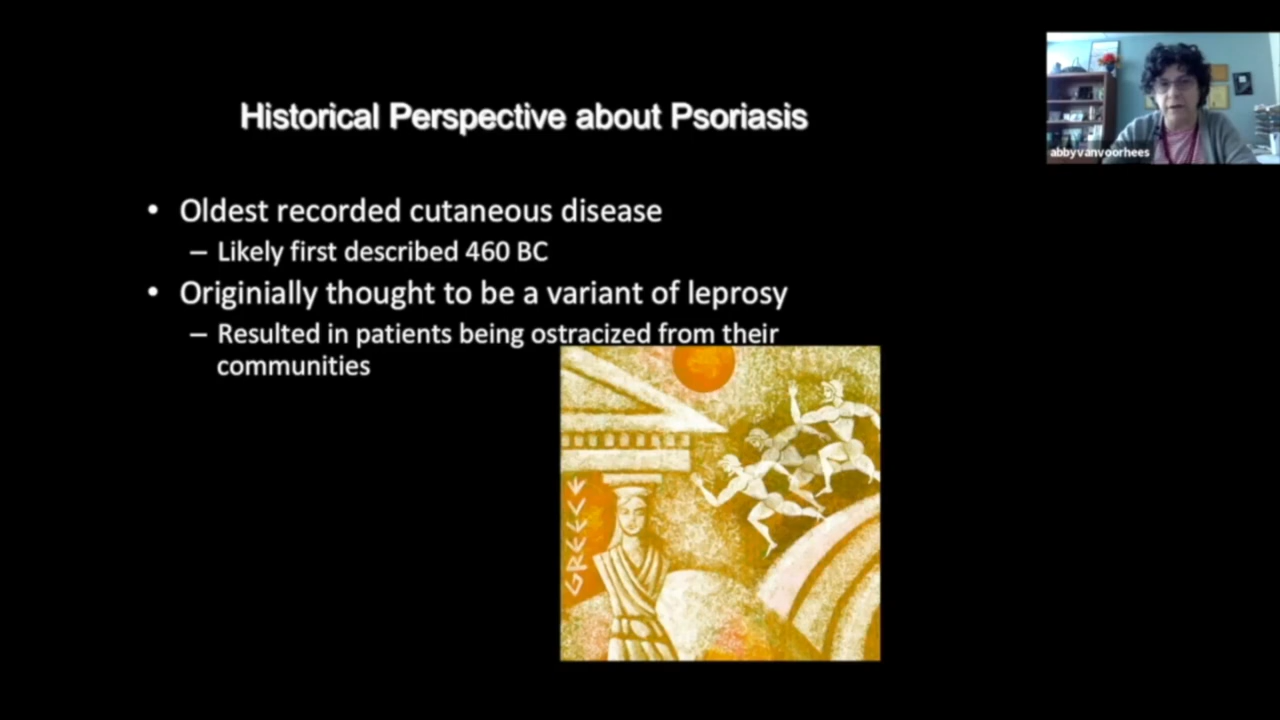 Historical Perspective about Psoriasis
• Oldest recorded cutaneous disease
– Likely first described 460 BC
• Originially thought to be a variant of leprosy
– Resulted in patients being ostracized from their
communities
GREECE
abbyvanvoorhees